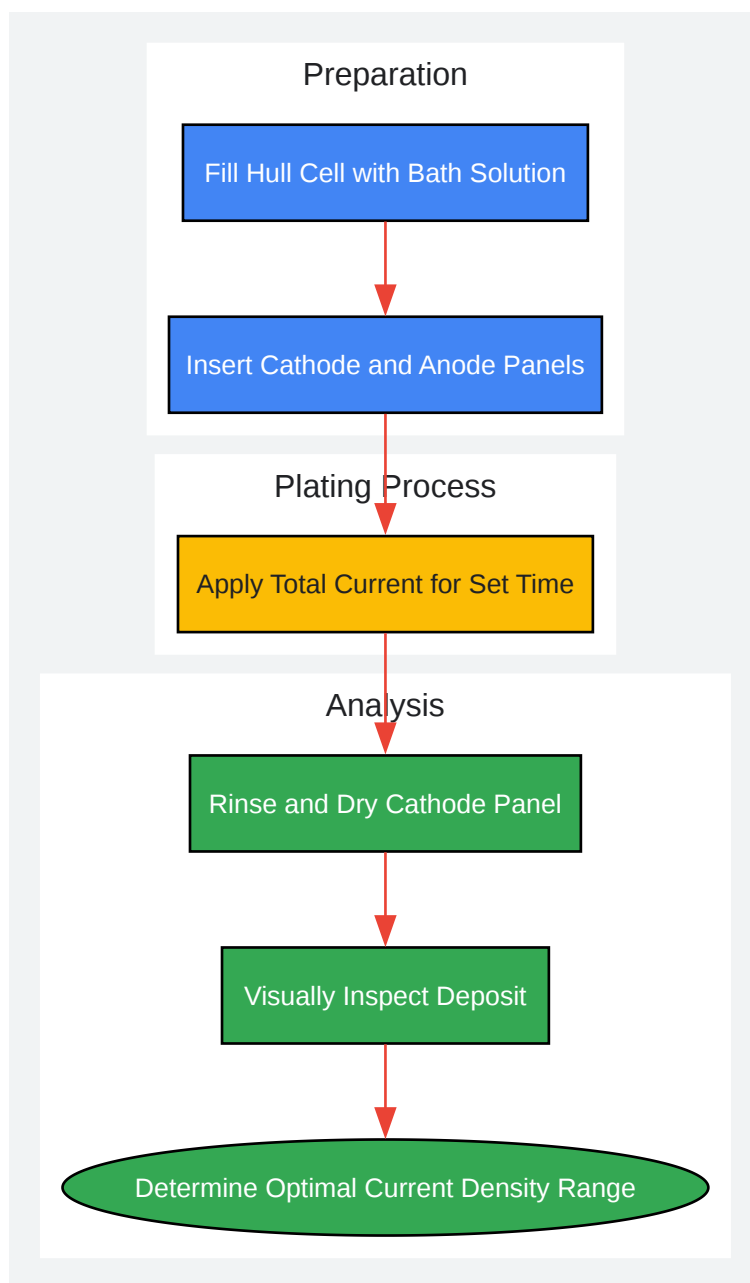 Preparation
Fill Hull Cell with Bath Solution
Insert Cathode and Anode Panels
Plating Process
Apply Total Current for Set Time
Analysis
Rinse and Dry Cathode Panel
Visually Inspect Deposit
Determine Optimal Current Density Range